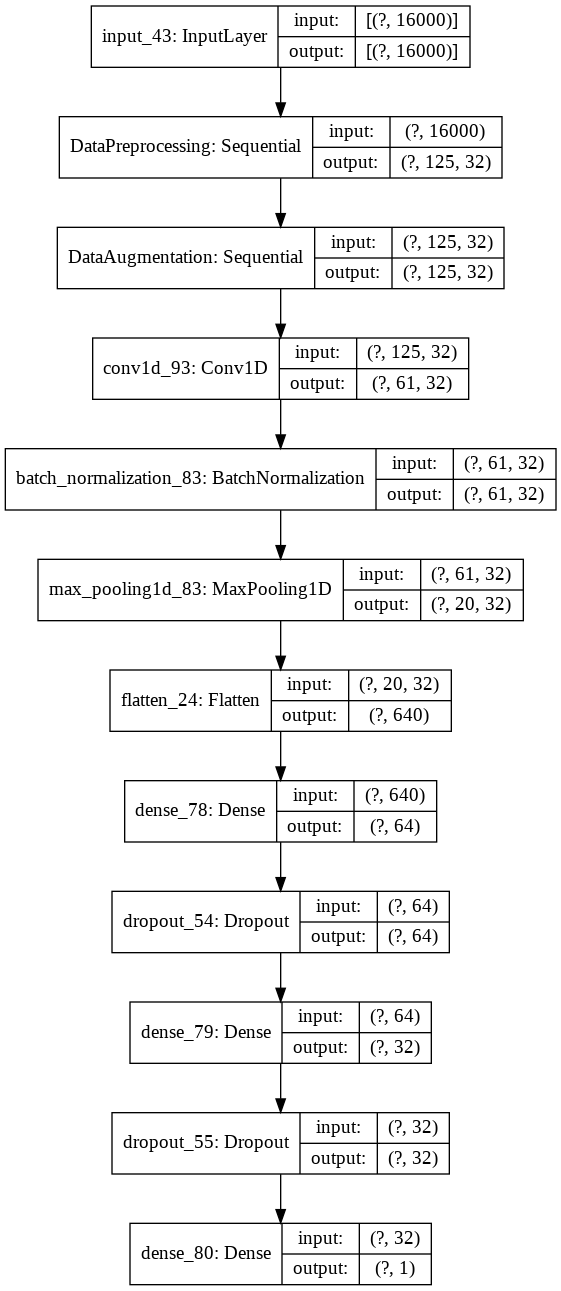 input_43: InputLayer
input: [(?, 16000)]
output: [(?, 16000)]
DataPreprocessing: Sequential
input: (?, 16000)
output: (?, 125, 32)
DataAugmentation: Sequential
input: (?, 125, 32)
output: (?, 125, 32)
conv1d_93: Conv1D
input: (?, 125, 32)
output: (?, 61, 32)
batch_normalization_83: BatchNormalization
input: (?, 61, 32)
output: (?, 61, 32)
max_pooling1d_83: MaxPooling1D
input: (?, 61, 32)
output: (?, 20, 32)
flatten_24: Flatten
input: (?, 20, 32)
output: (?, 640)
dense_78: Dense
input: (?, 640)
output: (?, 64)
dropout_54: Dropout
input: (?, 64)
output: (?, 64)
dense_79: Dense
input: (?, 64)
output: (?, 32)
dropout_55: Dropout
input: (?, 32)
output: (?, 32)
dense_80: Dense
input: (?, 32)
output: (?, 1)